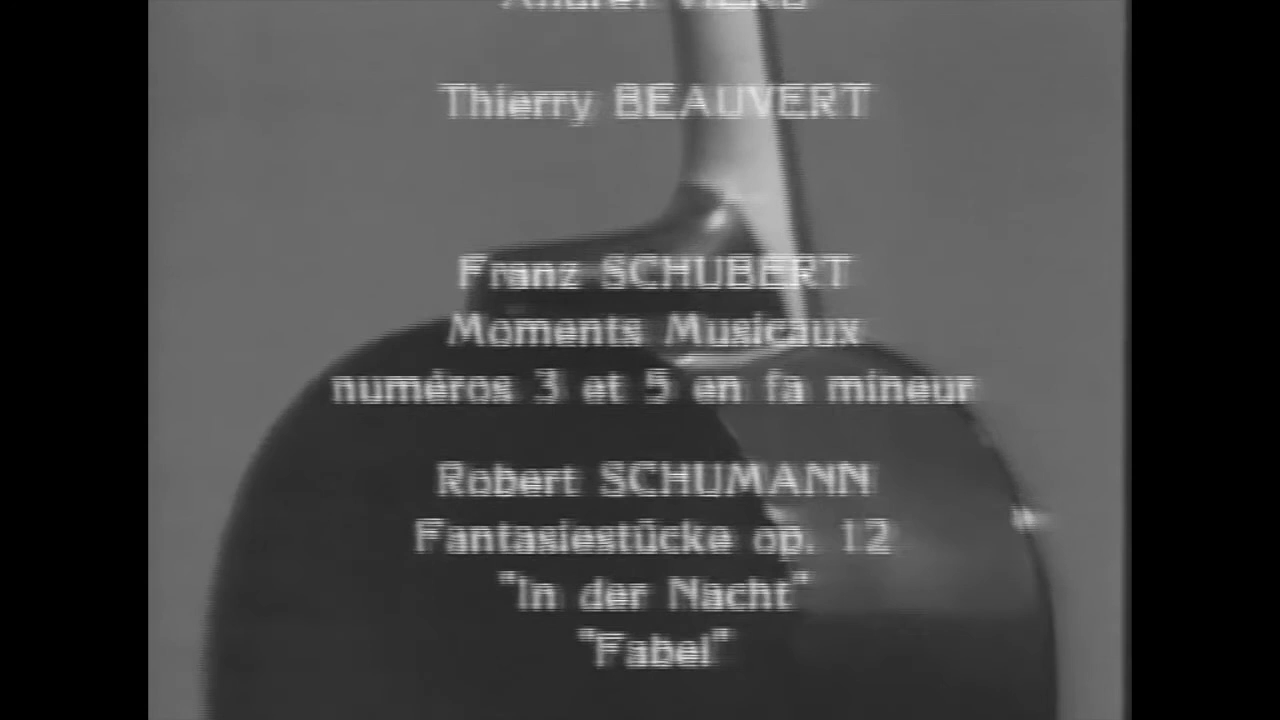 Thierry BEAUVERT
Franz SCHUBERT
Moments Musicaux
numéros 3 et 5 en fa mineur
Robert SCHUMANN
Fantasiestücke op. 12
"In der Nacht"
"Fabel"